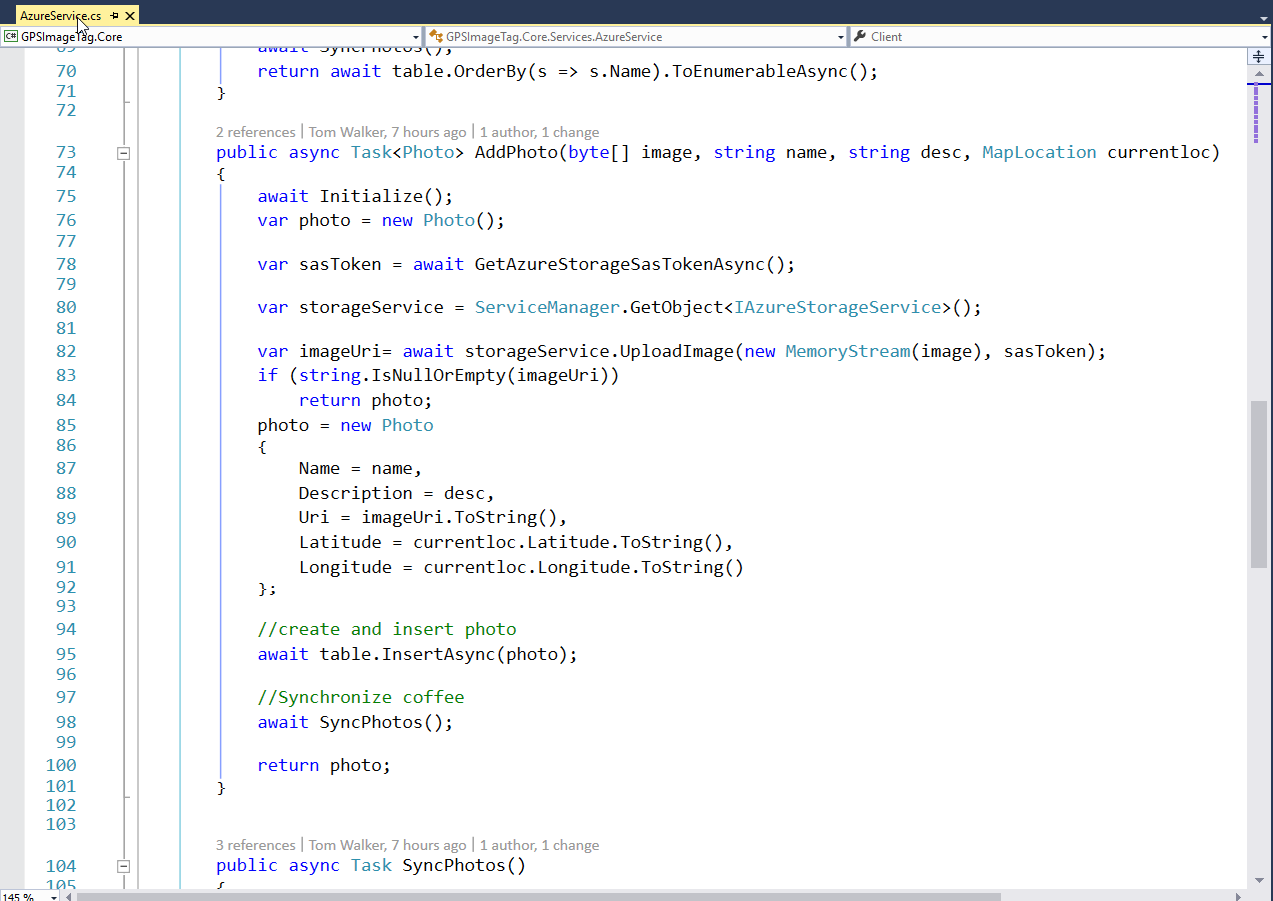 AzureService.cs
C# GPSImageTag.Core GPSImageTag.Core.Services.AzureService Client
69 await SyncPhotos();
70 return await table.OrderBy(s => s.Name).ToEnumerableAsync();
71 }
72
2 references | Tom Walker, 7 hours ago | 1 author, 1 change
73 public async Task<Photo> AddPhoto(byte[] image, string name, string desc, MapLocation currentloc)
74 {
75 await Initialize();
76 var photo = new Photo();
77
78 var sasToken = await GetAzureStorageSasTokenAsync();
79
80 var storageService = ServiceManager.GetObject<IAzureStorageService>();
81
82 var imageUri= await storageService.UploadImage(new MemoryStream(image), sasToken);
83 if (string.IsNullOrEmpty(imageUri))
84 return photo;
85 photo = new Photo
86 {
87 Name = name,
88 Description = desc,
89 Uri = imageUri.ToString(),
90 Latitude = currentloc.Latitude.ToString(),
91 Longitude = currentloc.Longitude.ToString()
92 };
93
94 //create and insert photo
95 await table.InsertAsync(photo);
96
97 //Synchronize coffee
98 await SyncPhotos();
99
100 return photo;
101 }
102
103
3 references | Tom Walker, 7 hours ago | 1 author, 1 change
104 public async Task SyncPhotos()
105 {
145 %